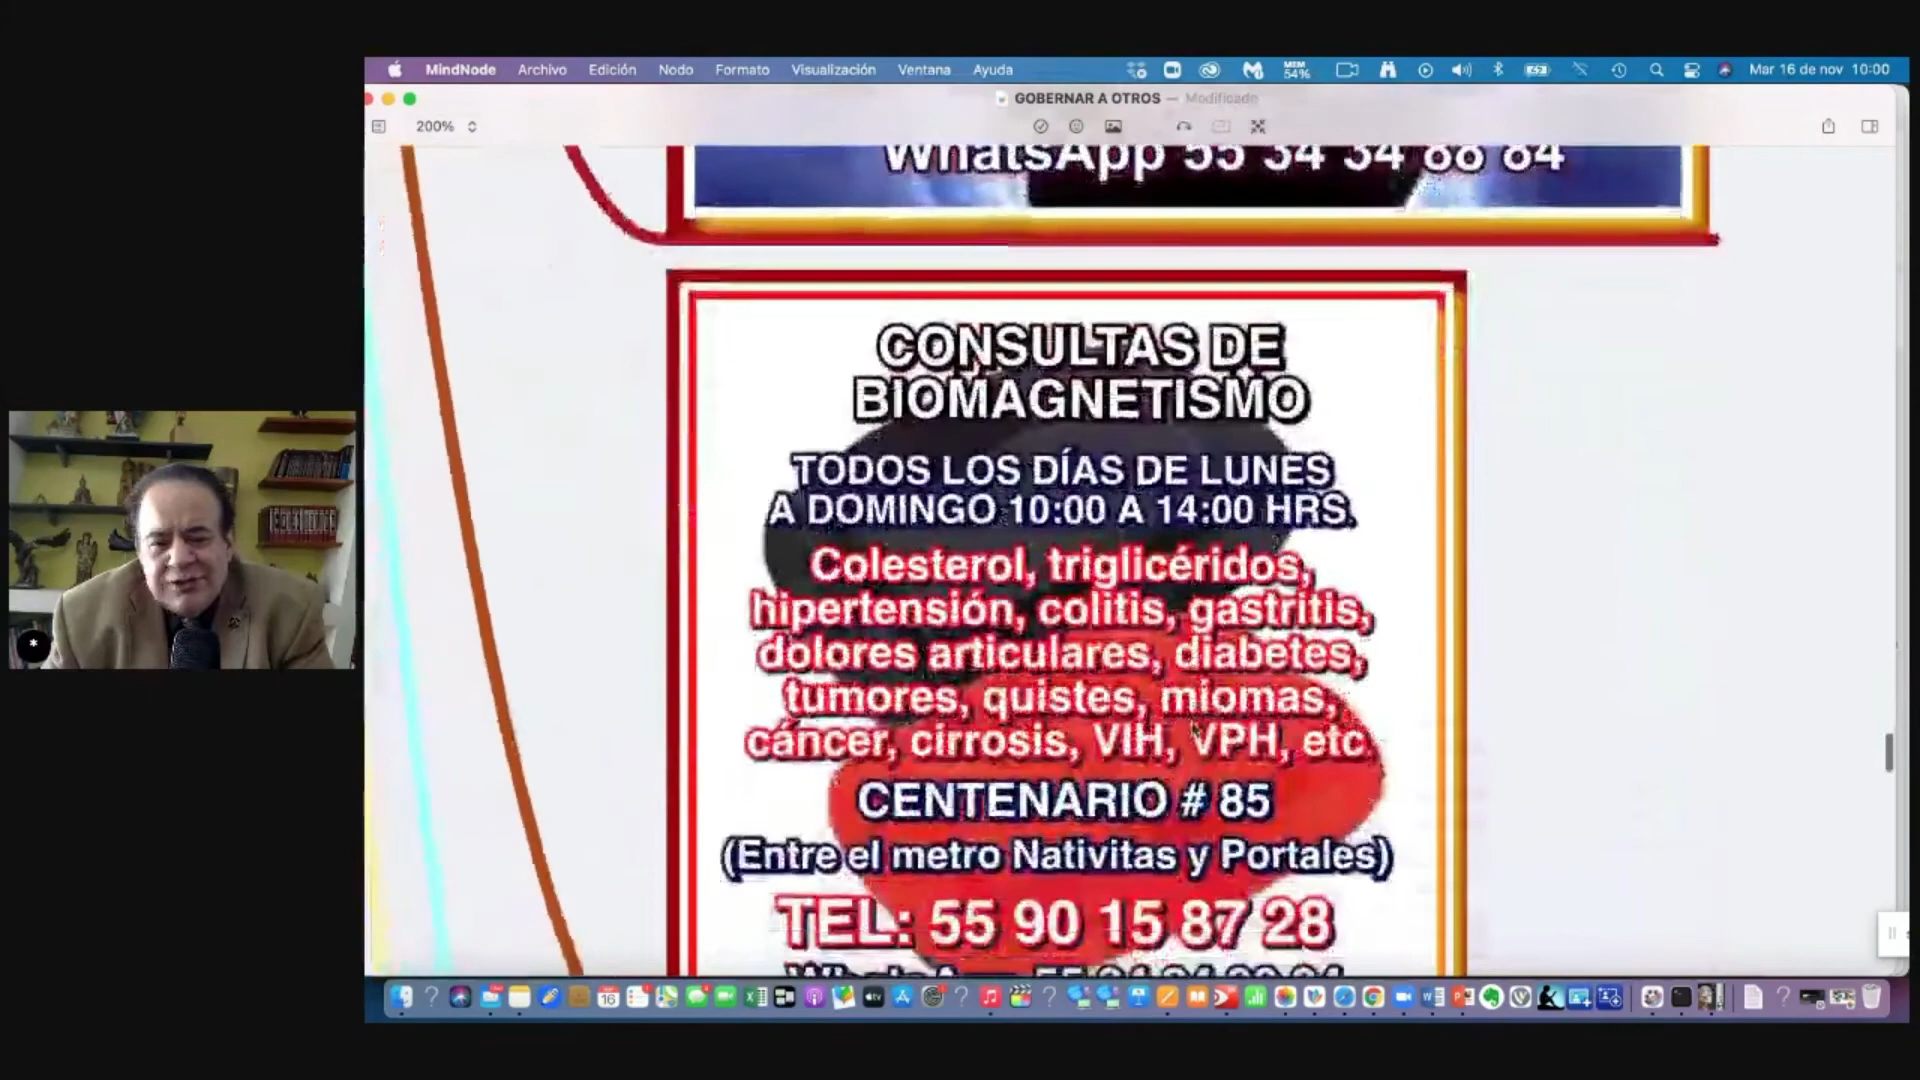 MindNode Archivo Edición Nodo Formato Visualización Ventana Ayuda MEM 54% Mar 16 de nov 10:00
GOBERNAR A OTROS — Modificado
200%
WhatsApp 55 34 34 88 84
CONSULTAS DE
BIOMAGNETISMO
TODOS LOS DÍAS DE LUNES
A DOMINGO 10:00 A 14:00 HRS.
Colesterol, triglicéridos,
hipertensión, colitis, gastritis,
dolores articulares, diabetes,
tumores, quistes, miomas,
cáncer, cirrosis, VIH, VPH, etc.
CENTENARIO # 85
(Entre el metro Nativitas y Portales)
TEL: 55 90 15 87 28